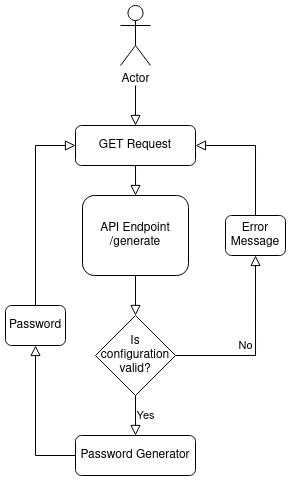 Actor
GET Request
API Endpoint
/generate
Error
Message
Password
Is
configuration
valid?
No
Yes
Password Generator